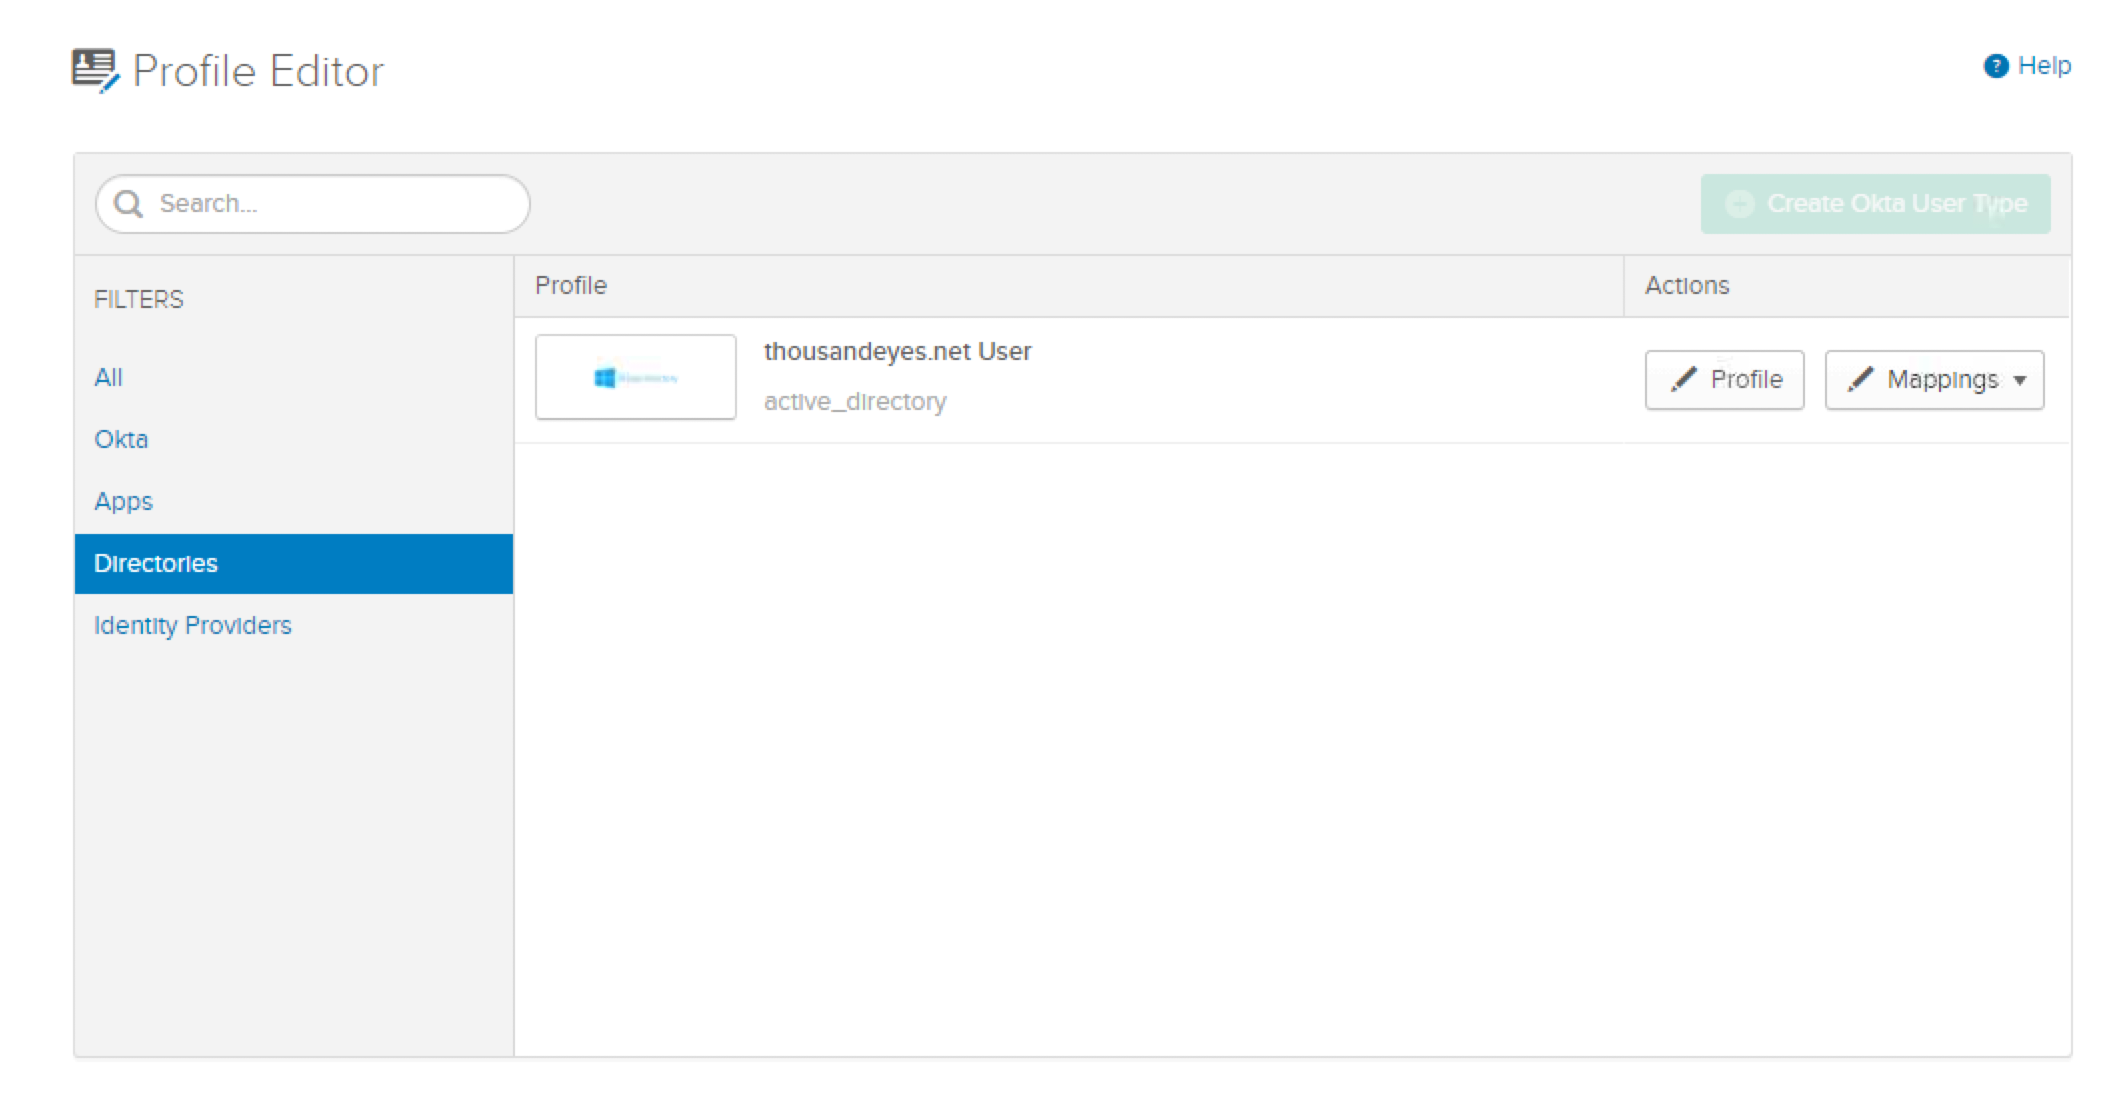 Profile Editor
Help
Search...
Create Okta User Type
FILTERS
All
Okta
Apps
Directories
Identity Providers
Profile
Actions
thousandeyes.net User
active_directory
Profile
Mappings